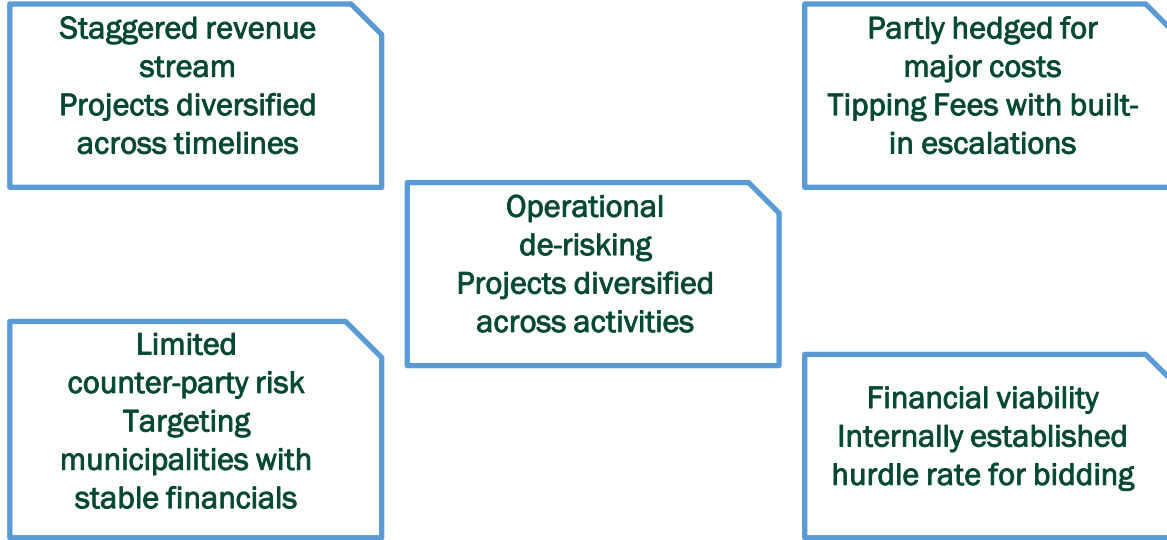 Staggered revenue
stream
Projects diversified
across timelines
Partly hedged for
major costs
Tipping Fees with built-
in escalations
Operational
de-risking
Projects diversified
across activities
Limited
counter-party risk
Targeting
municipalities with
stable financials
Financial viability
Internally established
hurdle rate for bidding